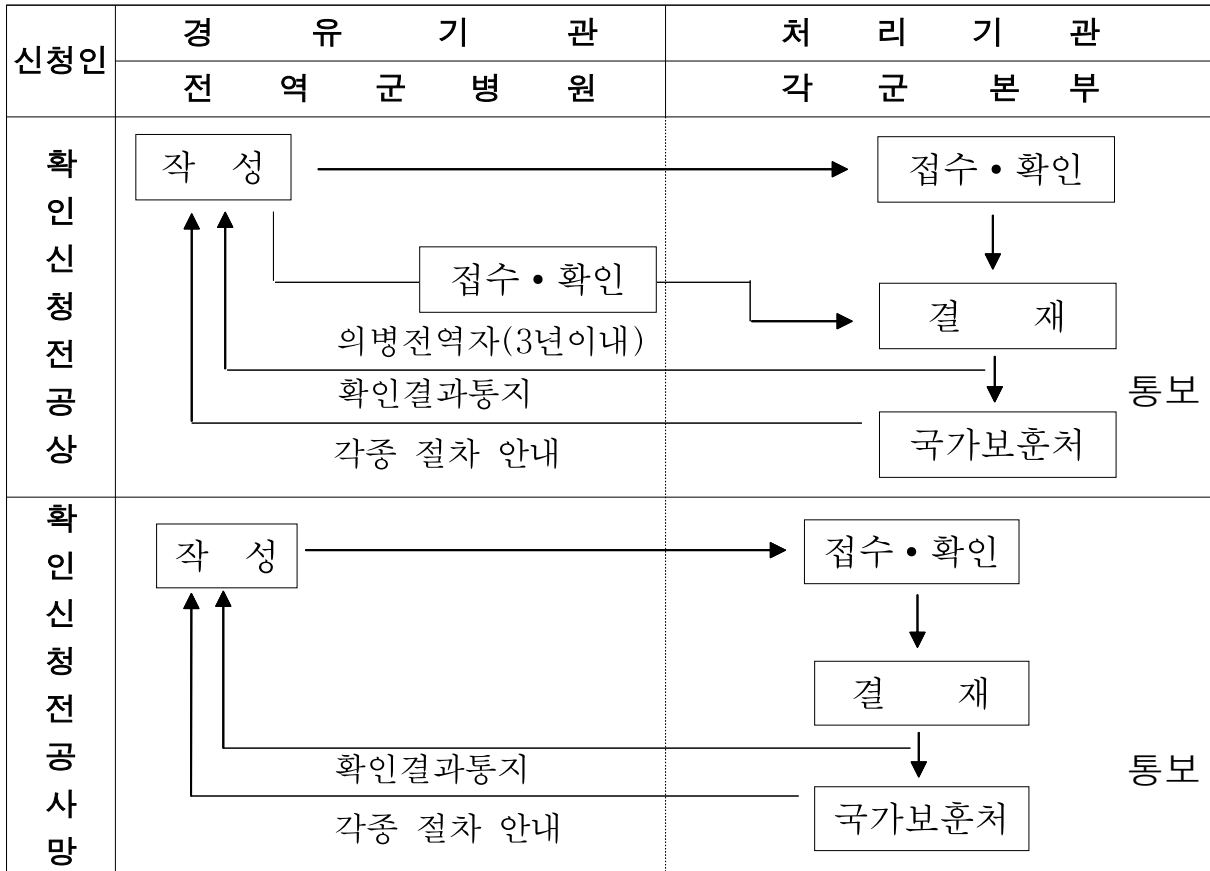 신청인
경 유 기 관
처 리 기 관
전 역 군 병 원
각 군 본 부
확인신청전공상
작 성
접수 • 확인
접수 • 확인
결 재
의병전역자(3년이내)
확인결과통지
통보
각종 절차 안내
국가보훈처
확인신청전공사망
작 성
접수 • 확인
결 재
확인결과통지
통보
각종 절차 안내
국가보훈처